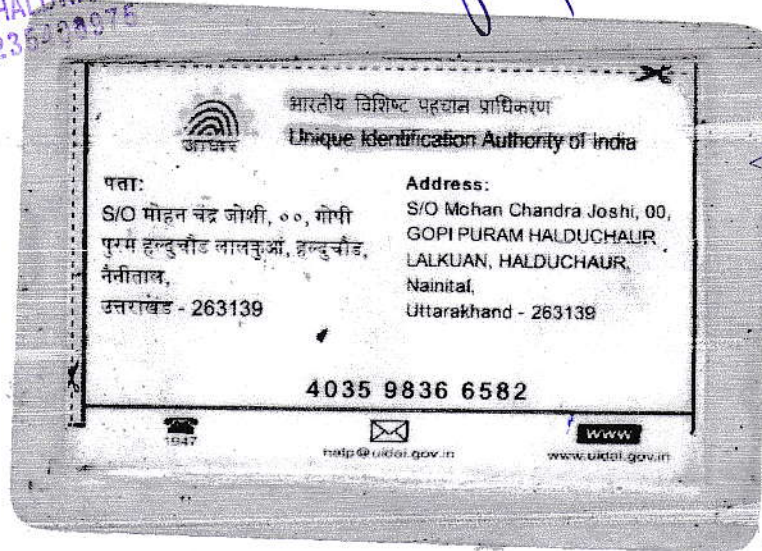 भारतीय विशिष्ट पहचान प्राधिकरण
Unique Identification Authority of India
आधार
पता:
S/O मोहन चंद्र जोशी, ००, गोपी
पुरम हल्दुचौड लालकुआं, हल्दुचौड,
नैनीताल,
उत्तराखंड - 263139
Address:
S/O Mohan Chandra Joshi, 00,
GOPI PURAM HALDUCHAUR
LALKUAN, HALDUCHAUR,
Nainital,
Uttarakhand - 263139
4035 9836 6582
1947
help@uidai.gov.in
www
www.uidai.gov.in